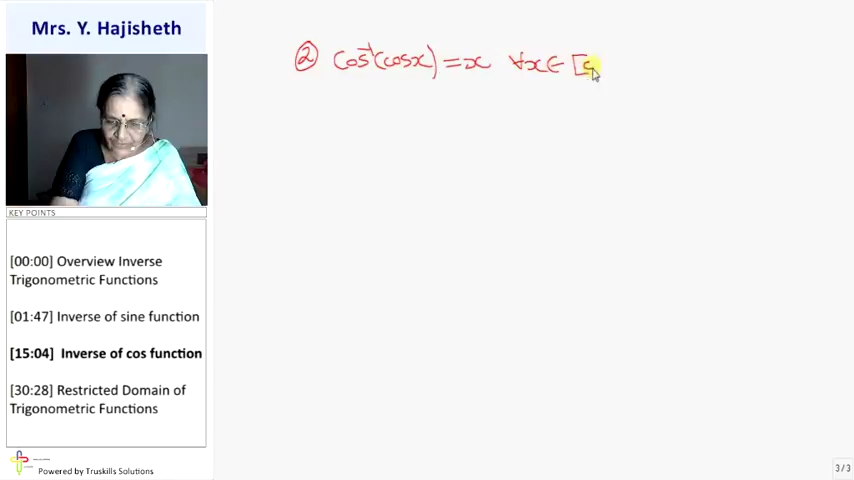 Mrs. Y. Hajisheth
② cos⁻¹(cosx) = x ∀x∈ [
KEY POINTS
[00:00] Overview Inverse
Trigonometric Functions
[01:47] Inverse of sine function
[15:04] Inverse of cos function
[30:28] Restricted Domain of
Trigonometric Functions
Powered by Truskills Solutions
3/3